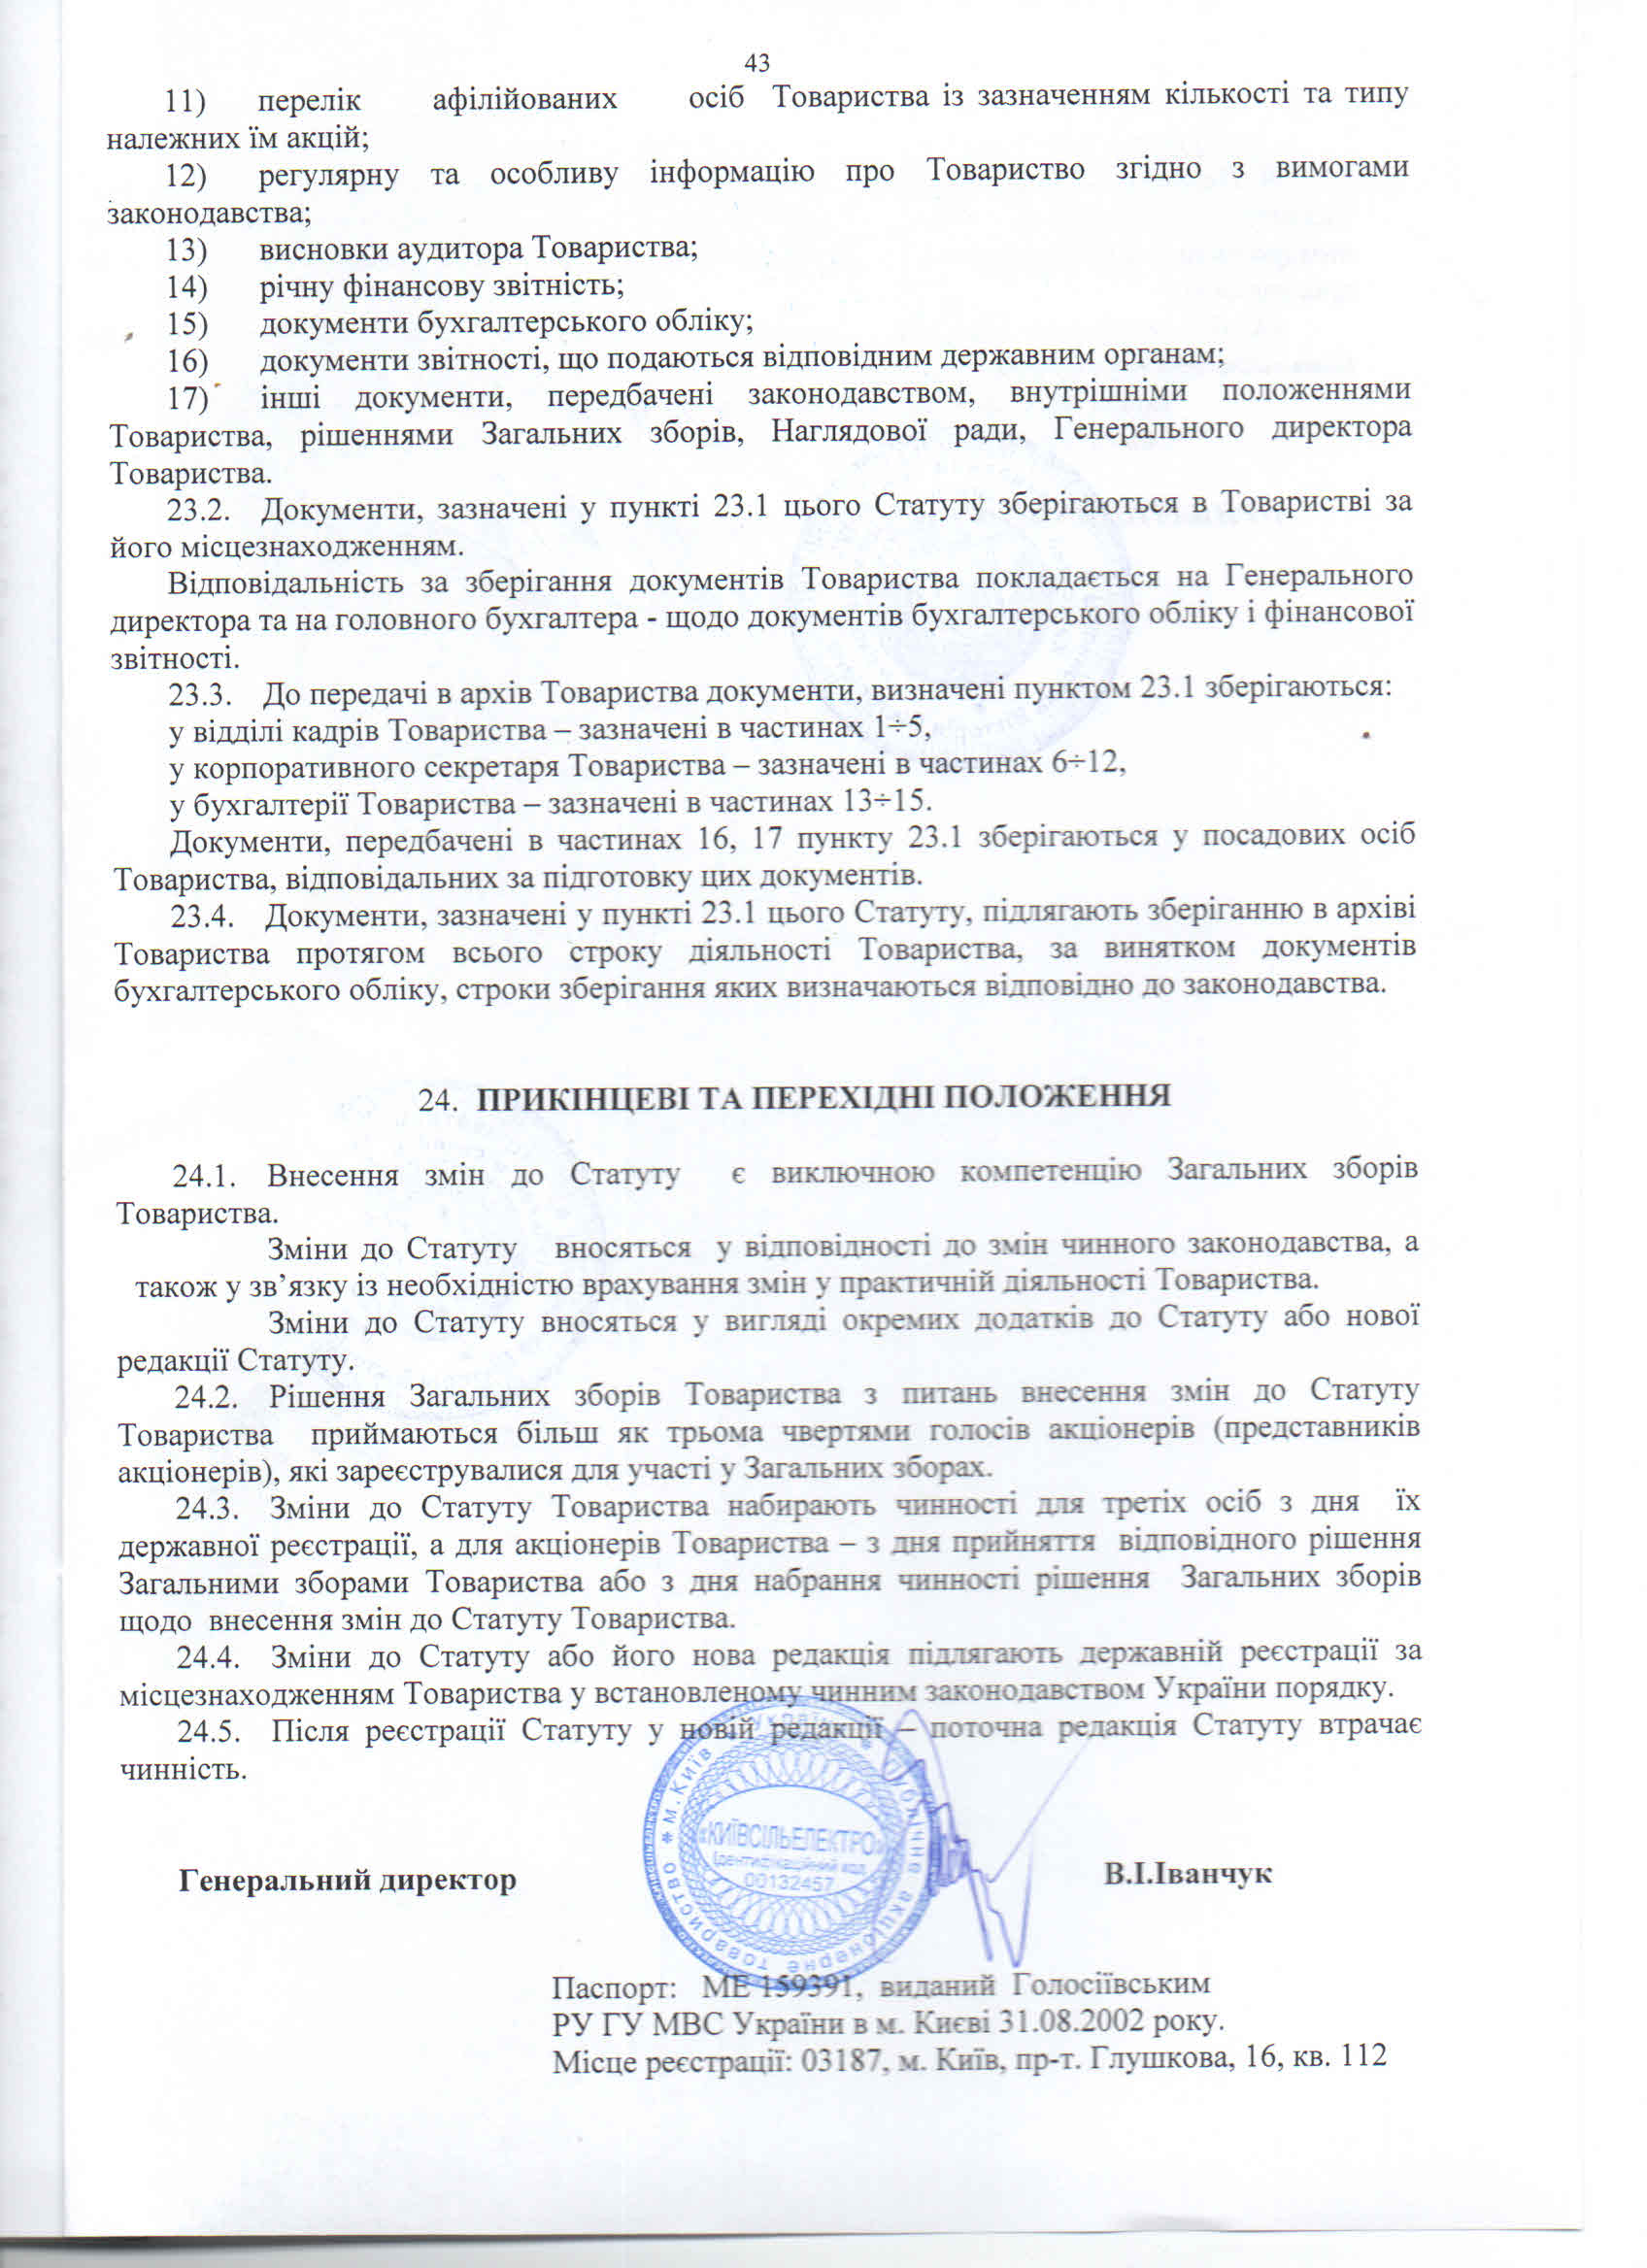 43
11) перелік афілійованих осіб Товариства із зазначенням кількості та типу
належних їм акцій;
12) регулярну та особливу інформацію про Товариство згідно з вимогами
законодавства;
13) висновки аудитора Товариства;
14) річну фінансову звітність;
15) документи бухгалтерського обліку;
16) документи звітності, що подаються відповідним державним органам;
17) інші документи, передбачені законодавством, внутрішніми положеннями
Товариства, рішеннями Загальних зборів, Наглядової ради, Генерального директора
Товариства.
23.2. Документи, зазначені у пункті 23.1 цього Статуту зберігаються в Товаристві за
його місцезнаходженням.
Відповідальність за зберігання документів Товариства покладається на Генерального
директора та на головного бухгалтера - щодо документів бухгалтерського обліку і фінансової
звітності.
23.3. До передачі в архів Товариства документи, визначені пунктом 23.1 зберігаються:
у відділі кадрів Товариства – зазначені в частинах 1÷5,
у корпоративного секретаря Товариства – зазначені в частинах 6÷12,
у бухгалтерії Товариства – зазначені в частинах 13÷15.
Документи, передбачені в частинах 16, 17 пункту 23.1 зберігаються у посадових осіб
Товариства, відповідальних за підготовку цих документів.
23.4. Документи, зазначені у пункті 23.1 цього Статуту, підлягають зберіганню в архіві
Товариства протягом всього строку діяльності Товариства, за винятком документів
бухгалтерського обліку, строки зберігання яких визначаються відповідно до законодавства.
24. ПРИКІНЦЕВІ ТА ПЕРЕХІДНІ ПОЛОЖЕННЯ
24.1. Внесення змін до Статуту є виключною компетенцію Загальних зборів
Товариства.
Зміни до Статуту вносяться у відповідності до змін чинного законодавства, а
також у зв’язку із необхідністю врахування змін у практичній діяльності Товариства.
Зміни до Статуту вносяться у вигляді окремих додатків до Статуту або нової
редакції Статуту.
24.2. Рішення Загальних зборів Товариства з питань внесення змін до Статуту
Товариства приймаються більш як трьома чвертями голосів акціонерів (представників
акціонерів), які зареєструвалися для участі у Загальних зборах.
24.3. Зміни до Статуту Товариства набирають чинності для третіх осіб з дня їх
державної реєстрації, а для акціонерів Товариства – з дня прийняття відповідного рішення
Загальними зборами Товариства або з дня набрання чинності рішення Загальних зборів
щодо внесення змін до Статуту Товариства.
24.4. Зміни до Статуту або його нова редакція підлягають державній реєстрації за
місцезнаходженням Товариства у встановленому чинним законодавством України порядку.
24.5. Після реєстрації Статуту у новій редакції – поточна редакція Статуту втрачає
чинність.
* м. Київ Україна * Публічне акціонерне товариство
«КИЇВСІЛЬЕЛЕКТРО»
Ідентифікаційний код
00132457
Генеральний директор В.І.Іванчук
Паспорт: МЕ 159391, виданий Голосіївським
РУ ГУ МВС України в м. Києві 31.08.2002 року.
Місце реєстрації: 03187, м. Київ, пр-т. Глушкова, 16, кв. 112